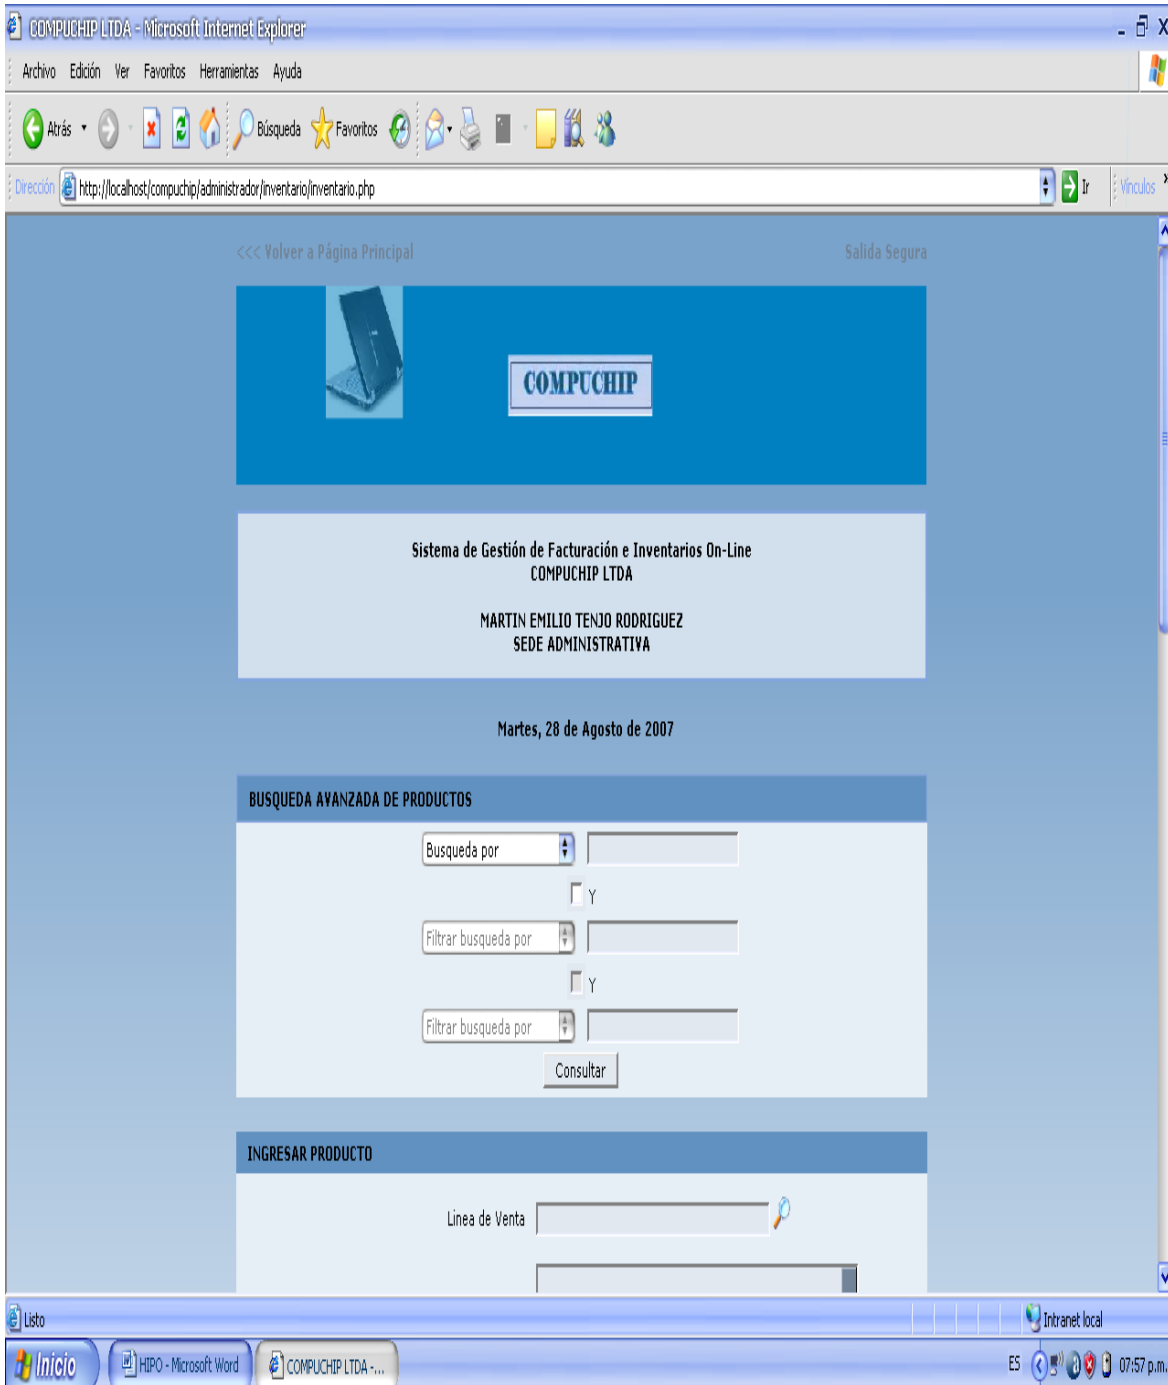 COMPUCHIP LTDA - Microsoft Internet Explorer
Archivo Edición Ver Favoritos Herramientas Ayuda
Atrás Búsqueda Favoritos
Dirección http://localhost/compuchip/administrador/inventario/inventario.php Ir Vínculos
<<< Volver a Página Principal Salida Segura
COMPUCHIP
Sistema de Gestión de Facturación e Inventarios On-Line
COMPUCHIP LTDA
MARTIN EMILIO TENJO RODRIGUEZ
SEDE ADMINISTRATIVA
Martes, 28 de Agosto de 2007
BUSQUEDA AVANZADA DE PRODUCTOS
Busqueda por
Y
Filtrar busqueda por
Y
Filtrar busqueda por
Consultar
INGRESAR PRODUCTO
Linea de Venta
Listo Intranet local
Inicio HIPO - Microsoft Word COMPUCHIP LTDA -... ES 07:57 p.m.